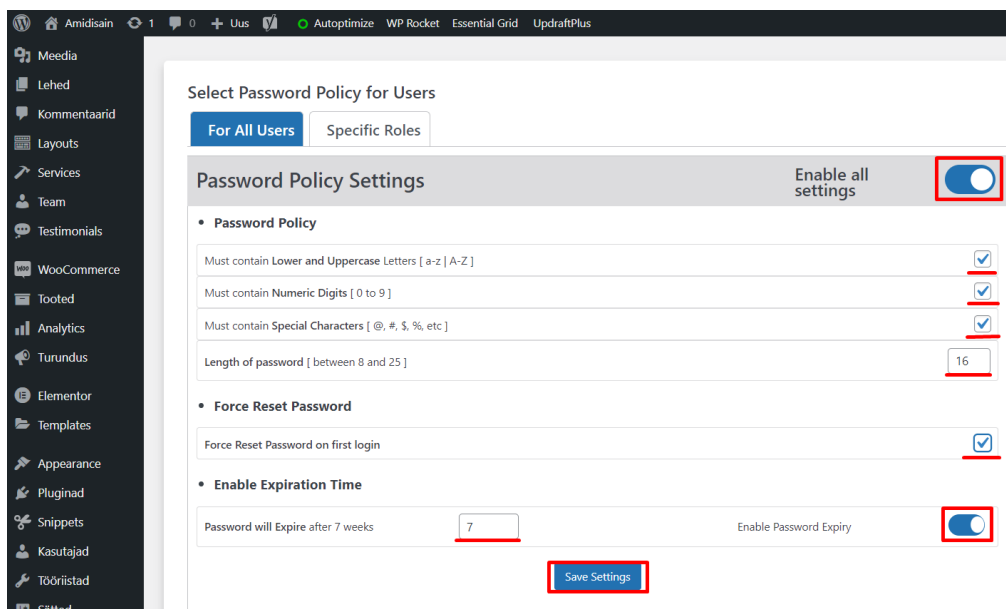 Amidisain 1 0 + Uus Autoptimize WP Rocket Essential Grid UpdraftPlus
Meedia
Lehed
Kommentaarid
Layouts
Services
Team
Testimonials
WooCommerce
Tooted
Analytics
Turundus
Elementor
Templates
Appearance
Pluginad
Snippets
Kasutajad
Tööriistad
Sätted
Select Password Policy for Users
For All Users Specific Roles
Password Policy Settings
Enable all
settings
• Password Policy
Must contain Lower and Uppercase Letters [ a-z | A-Z ]
Must contain Numeric Digits [ 0 to 9 ]
Must contain Special Characters [ @, #, $, %, etc ]
Length of password [ between 8 and 25 ] 16
• Force Reset Password
Force Reset Password on first login
• Enable Expiration Time
Password will Expire after 7 weeks 7 Enable Password Expiry
Save Settings